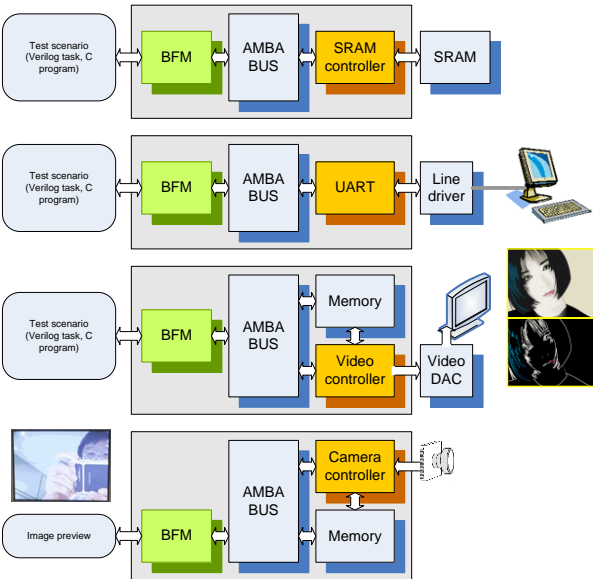 Test scenario
(Verilog task, C
program)
BFM
AMBA
BUS
SRAM
controller
SRAM
Test scenario
(Verilog task, C
program)
BFM
AMBA
BUS
UART
Line
driver
Test scenario
(Verilog task, C
program)
BFM
AMBA
BUS
Memory
Video
controller
Video
DAC
Image preview
BFM
AMBA
BUS
Camera
controller
Memory